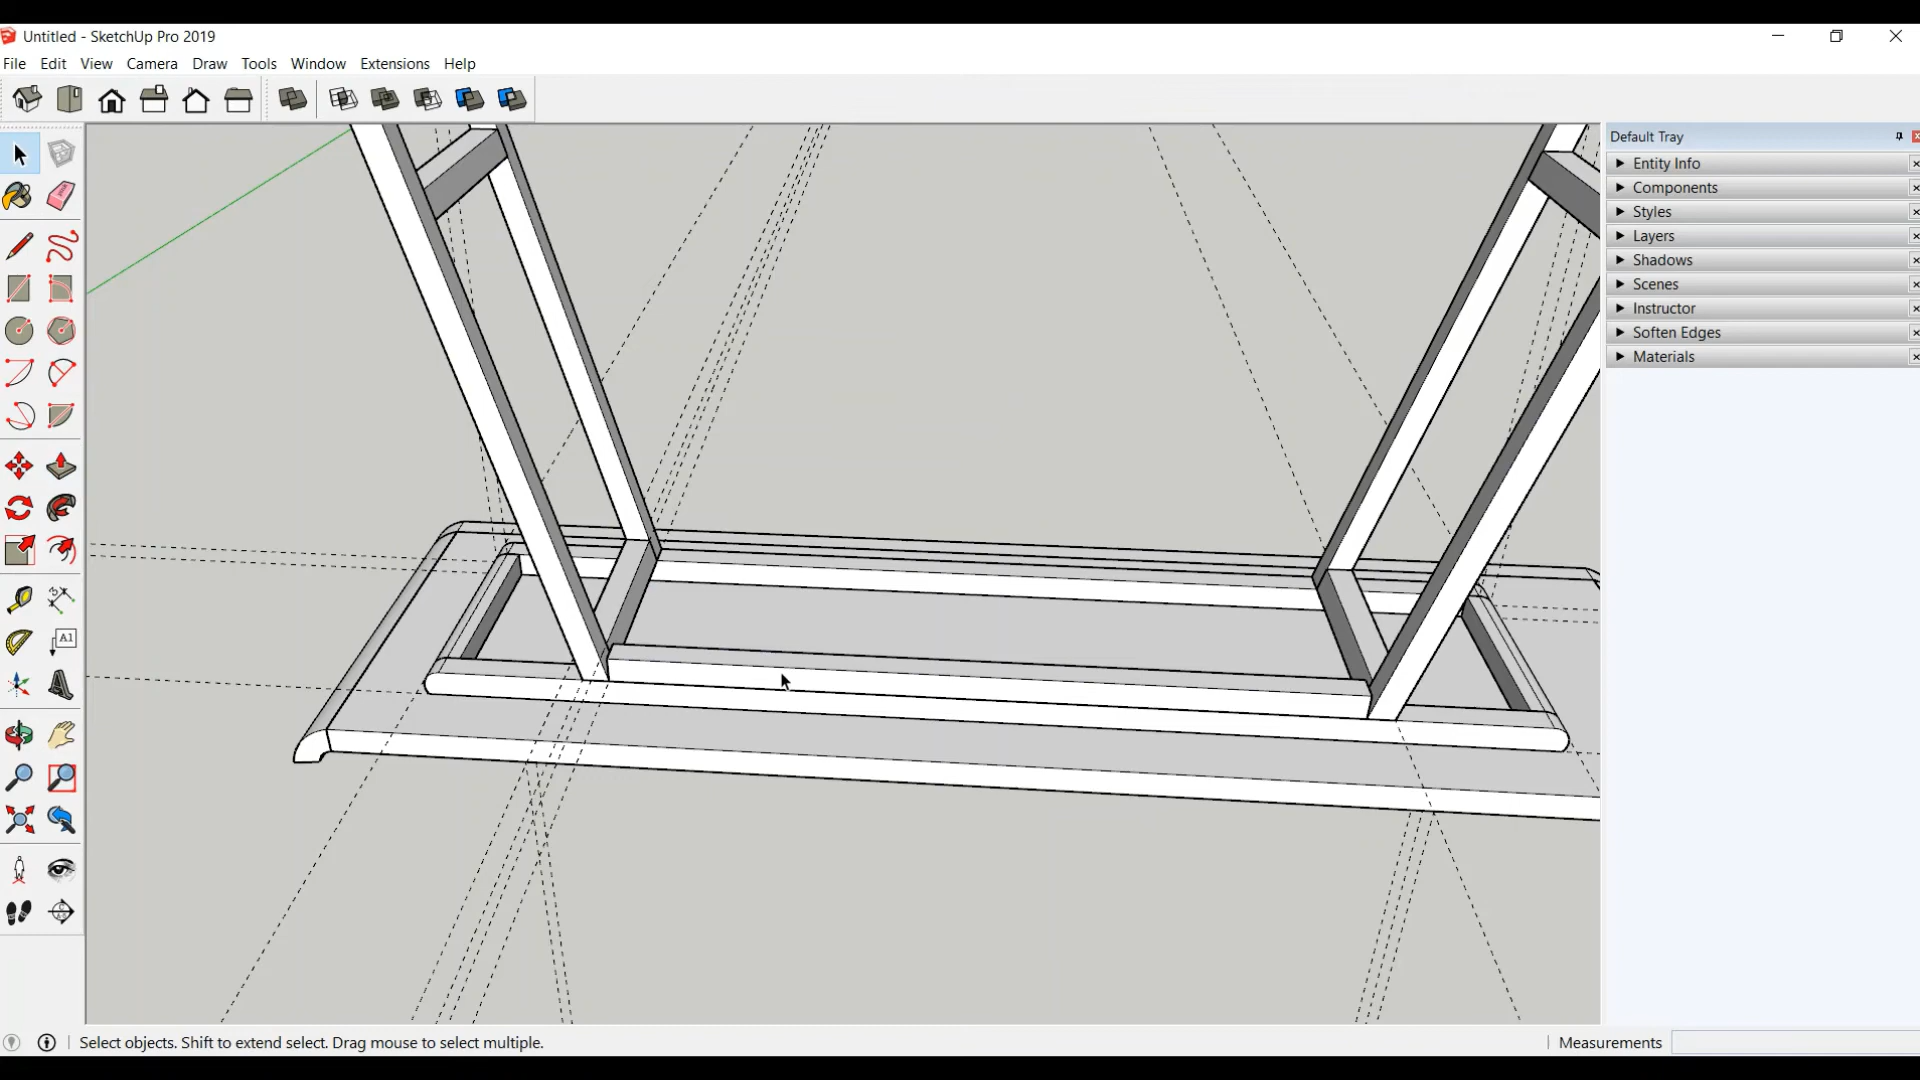 Untitled - SketchUp Pro 2019
File Edit View Camera Draw Tools Window Extensions Help
Default Tray
Entity Info
Components
Styles
Layers
Shadows
Scenes
Instructor
Soften Edges
Materials
A1
Select objects. Shift to extend select. Drag mouse to select multiple.
Measurements